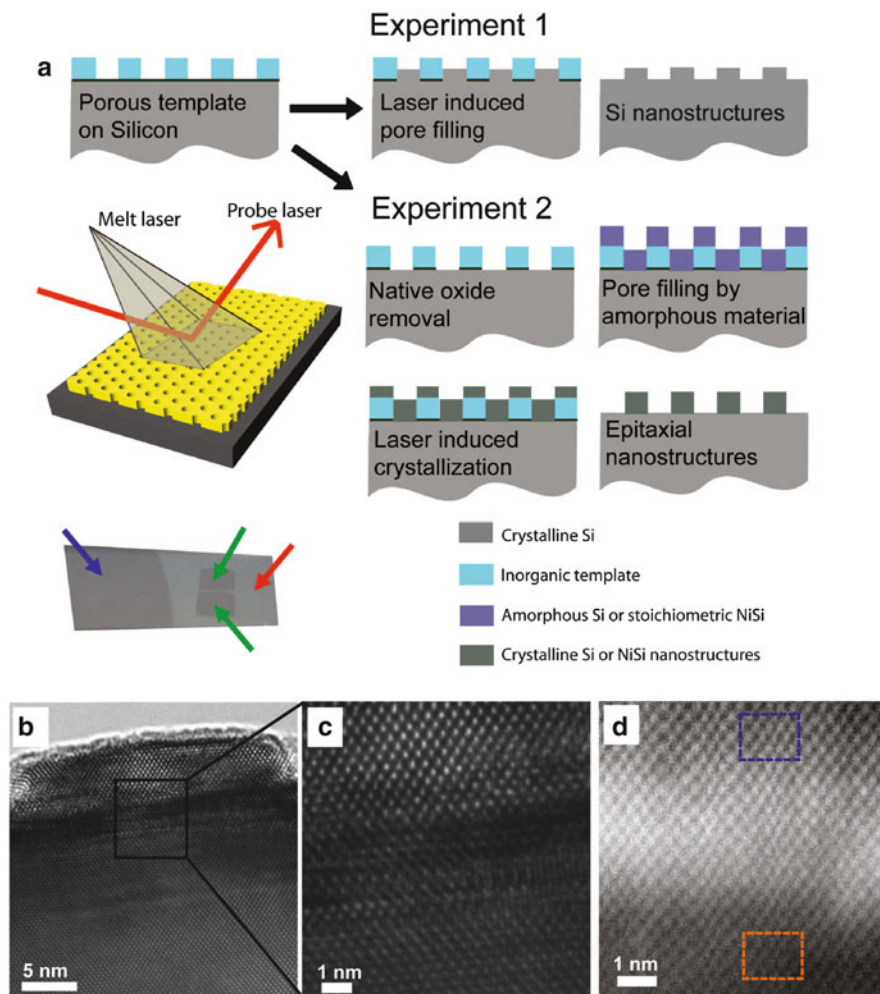 Experiment 1
a
Porous template
on Silicon
Laser induced
pore filling
Si nanostructures
Experiment 2
Melt laser
Probe laser
Native oxide
removal
Pore filling by
amorphous material
Laser induced
crystallization
Epitaxial
nanostructures
Crystalline Si
Inorganic template
Amorphous Si or stoichiometric NiSi
Crystalline Si or NiSi nanostructures
b
5 nm
c
1 nm
d
1 nm